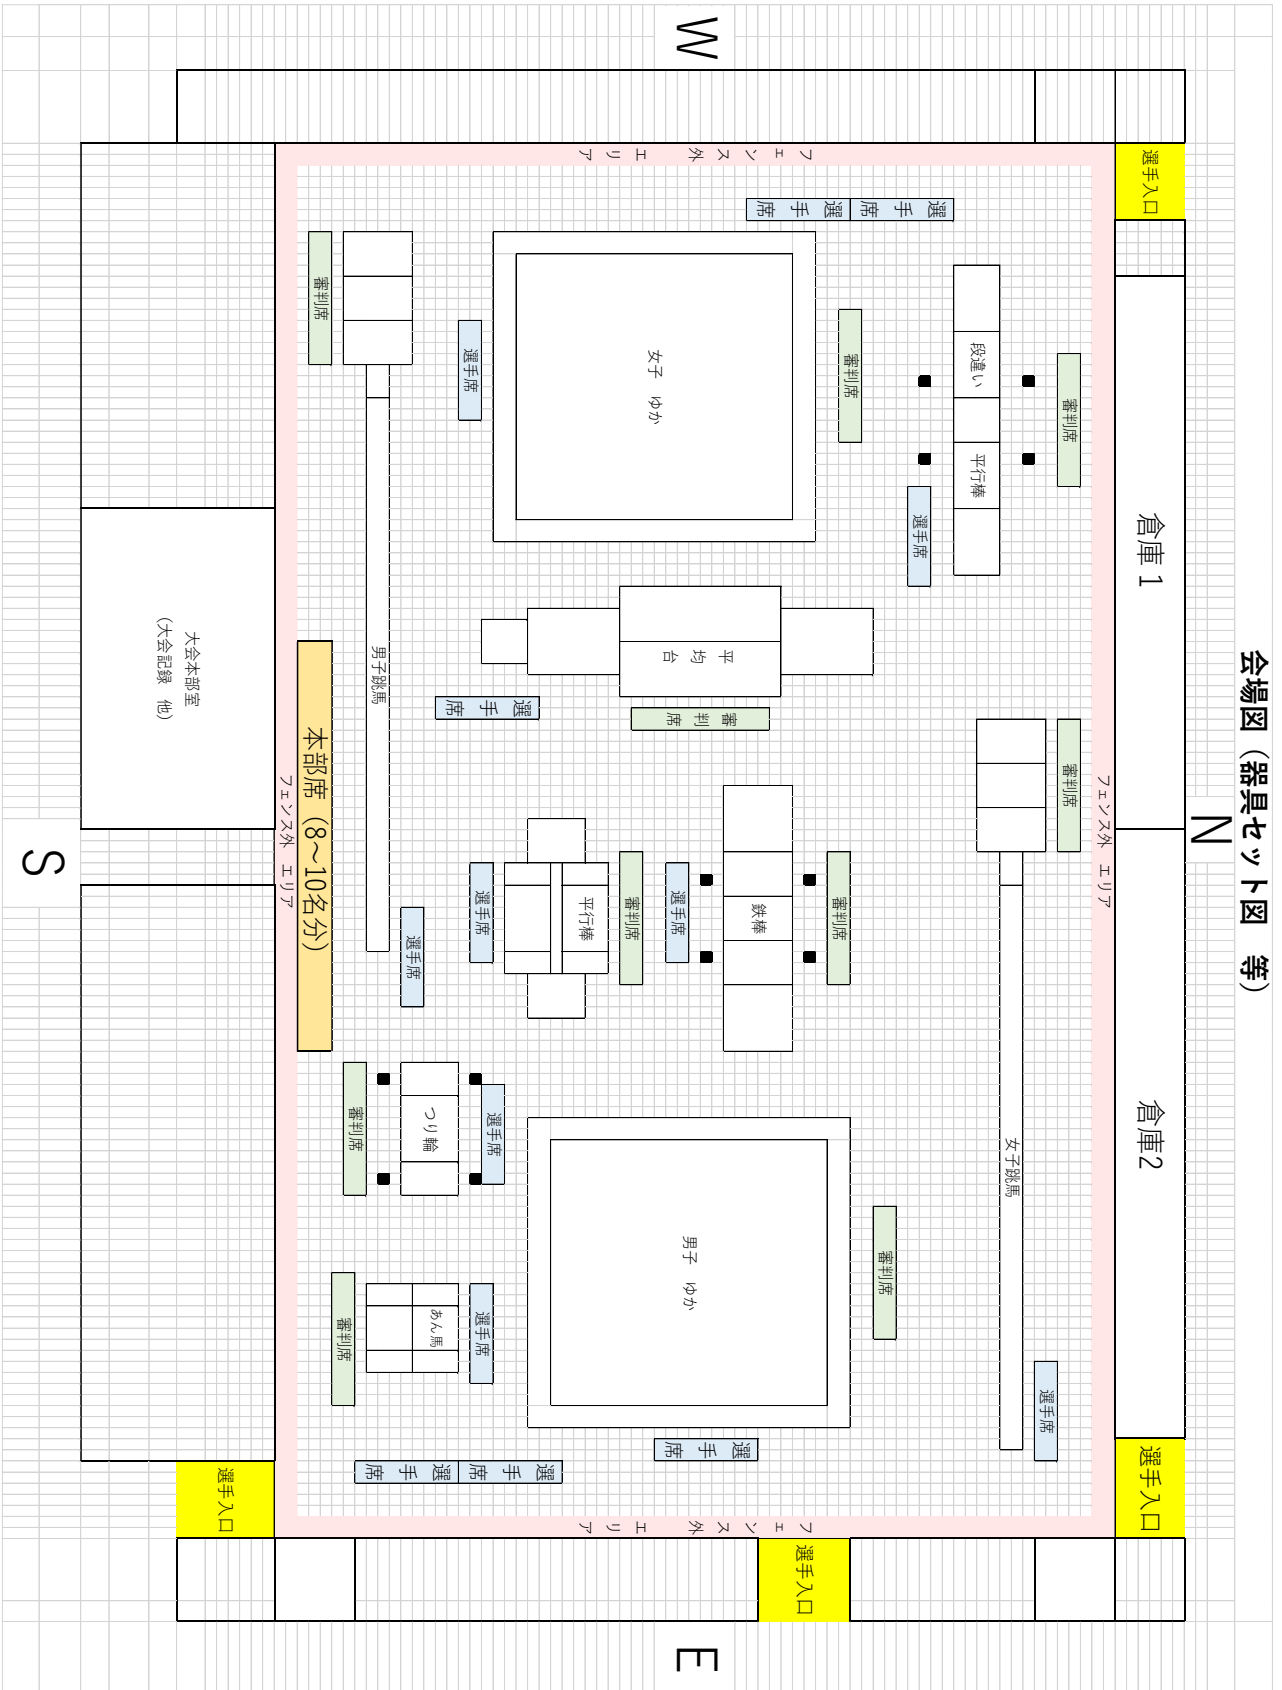 会場図（器具セット図　等）
N
倉庫 1
倉庫2
選手入口
選手入口
フェンス外　エリア
W
フェンス外　エリア
選手席
選手席
審判席
段違い
平行棒
選手席
審判席
女子　ゆか
選手席
審判席
男子跳馬
選手席
平均台
審判席
選手席
審判席
女子跳馬
選手席
審判席
鉄棒
選手席
審判席
平行棒
選手席
本部席（8～10名分）
審判席
つり輪
選手席
審判席
男子　ゆか
選手席
審判席
あん馬
選手席
選手席
選手席
フェンス外　エリア
選手入口
E
フェンス外　エリア
大会本部室
(大会記録　他)
選手入口
S